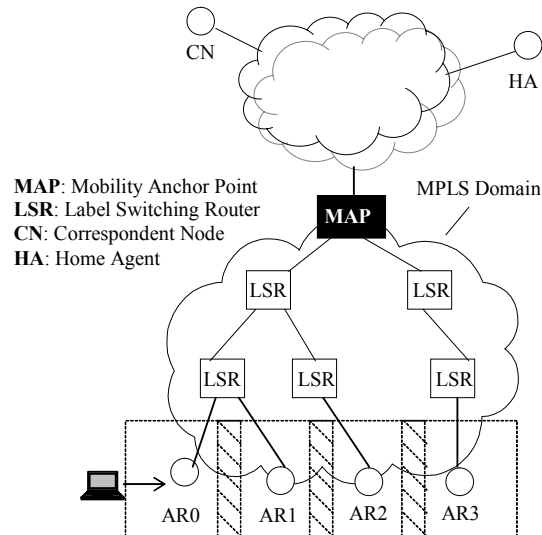 CN
HA
MAP: Mobility Anchor Point
LSR: Label Switching Router
CN: Correspondent Node
HA: Home Agent
MPLS Domain
MAP
LSR
LSR
LSR
LSR
LSR
AR0
AR1
AR2
AR3